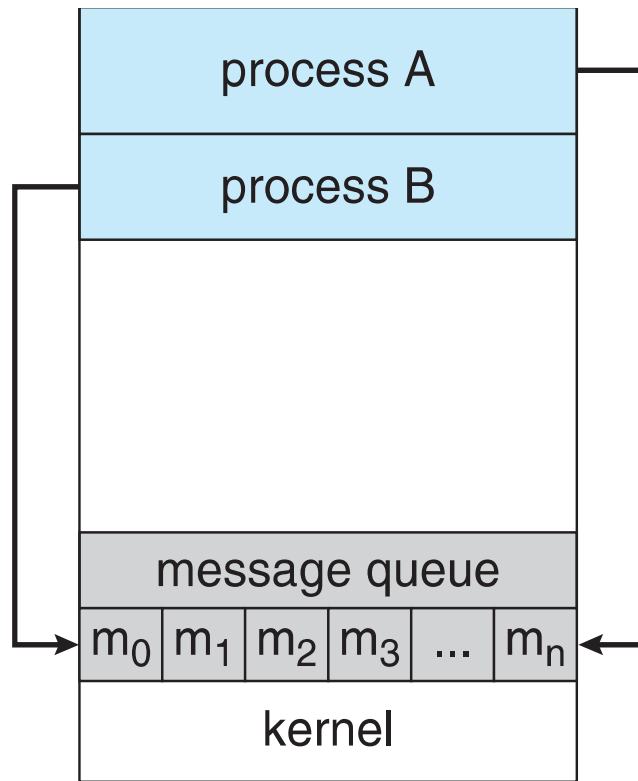 process A
process B
message queue
m₀ m₁ m₂ m₃ ... mₙ
kernel